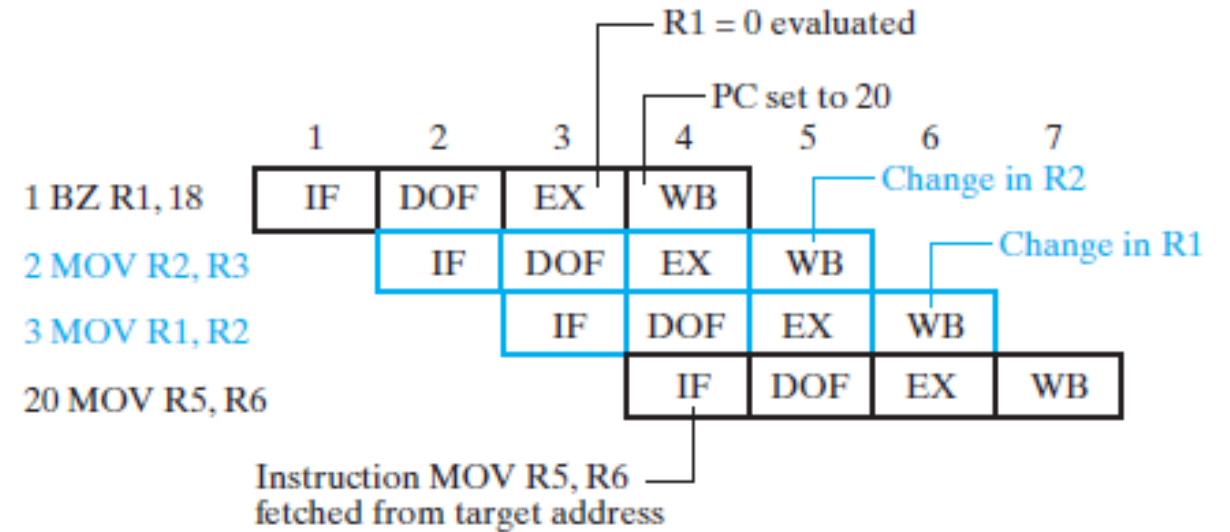 R1 = 0 evaluated
PC set to 20
1 2 3 4 5 6 7
1 BZ R1, 18 IF DOF EX WB
Change in R2
2 MOV R2, R3 IF DOF EX WB
Change in R1
3 MOV R1, R2 IF DOF EX WB
20 MOV R5, R6 IF DOF EX WB
Instruction MOV R5, R6
fetched from target address